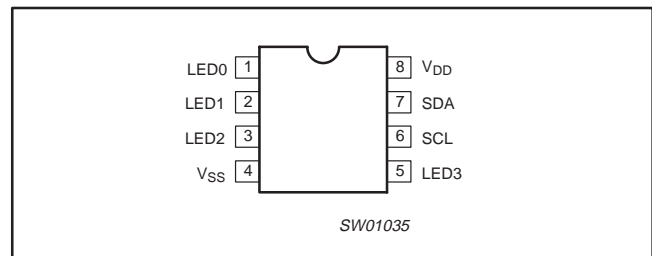 LED0 1 8 VDD
LED1 2 7 SDA
LED2 3 6 SCL
VSS 4 5 LED3
SW01035